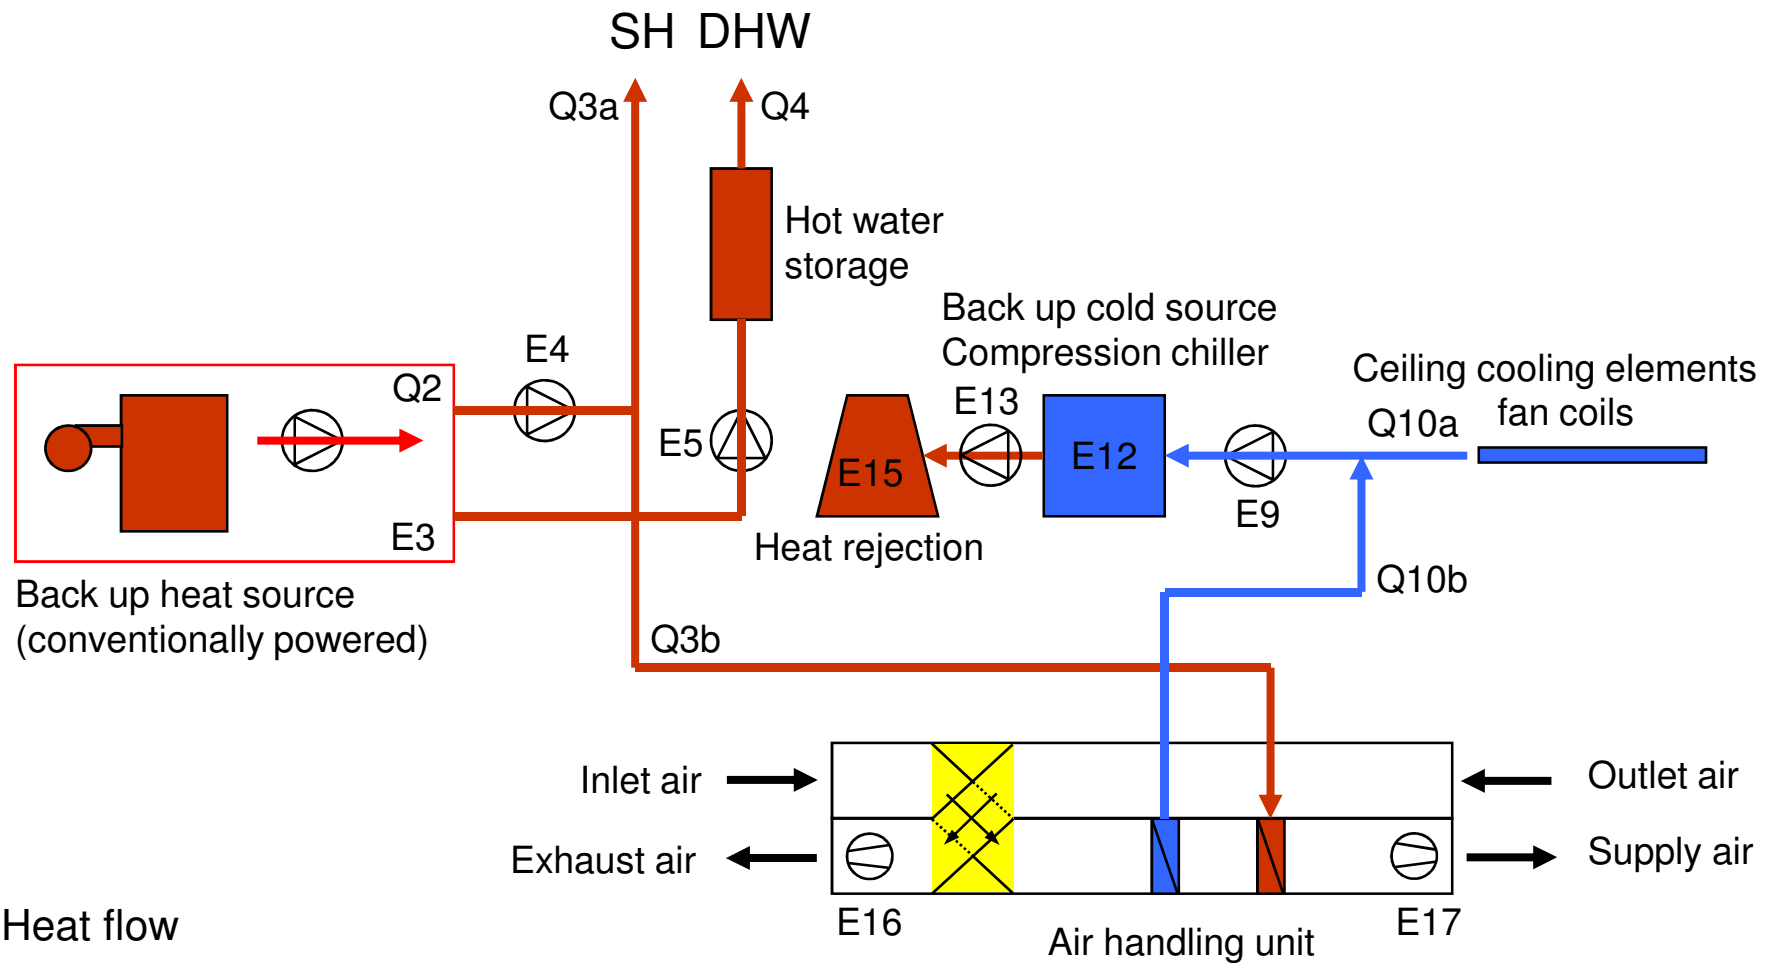 SH DHW
Q3a
Q4
Hot water
storage
Back up cold source
Compression chiller
E4
Ceiling cooling elements
fan coils
Q2
E13
Q10a
E5
E15
E12
E9
E3
Heat rejection
Back up heat source
(conventionally powered)
Q10b
Q3b
Inlet air
Outlet air
Exhaust air
Supply air
E16
E17
Heat flow
Air handling unit